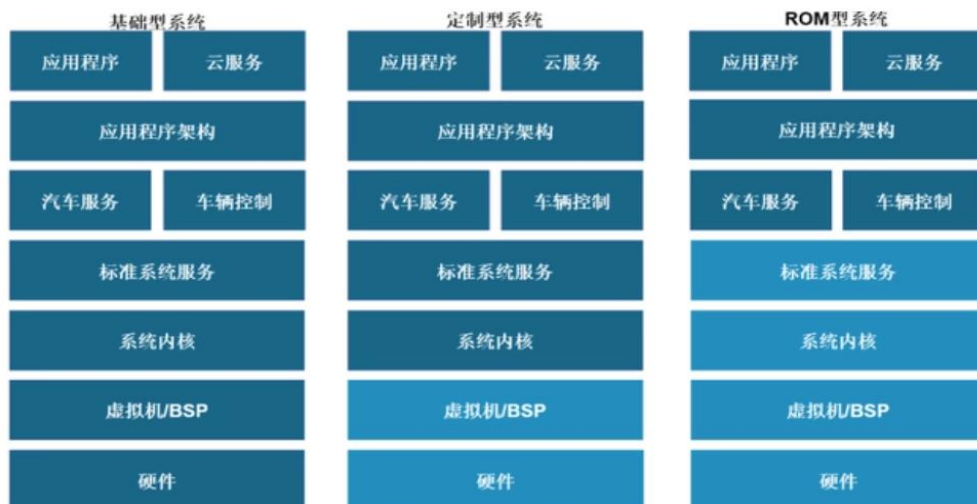 基础型系统
应用程序 云服务
应用程序架构
汽车服务 车辆控制
标准系统服务
系统内核
虚拟机/BSP
硬件
定制型系统
应用程序 云服务
应用程序架构
汽车服务 车辆控制
标准系统服务
系统内核
虚拟机/BSP
硬件
ROM型系统
应用程序 云服务
应用程序架构
汽车服务 车辆控制
标准系统服务
系统内核
虚拟机/BSP
硬件